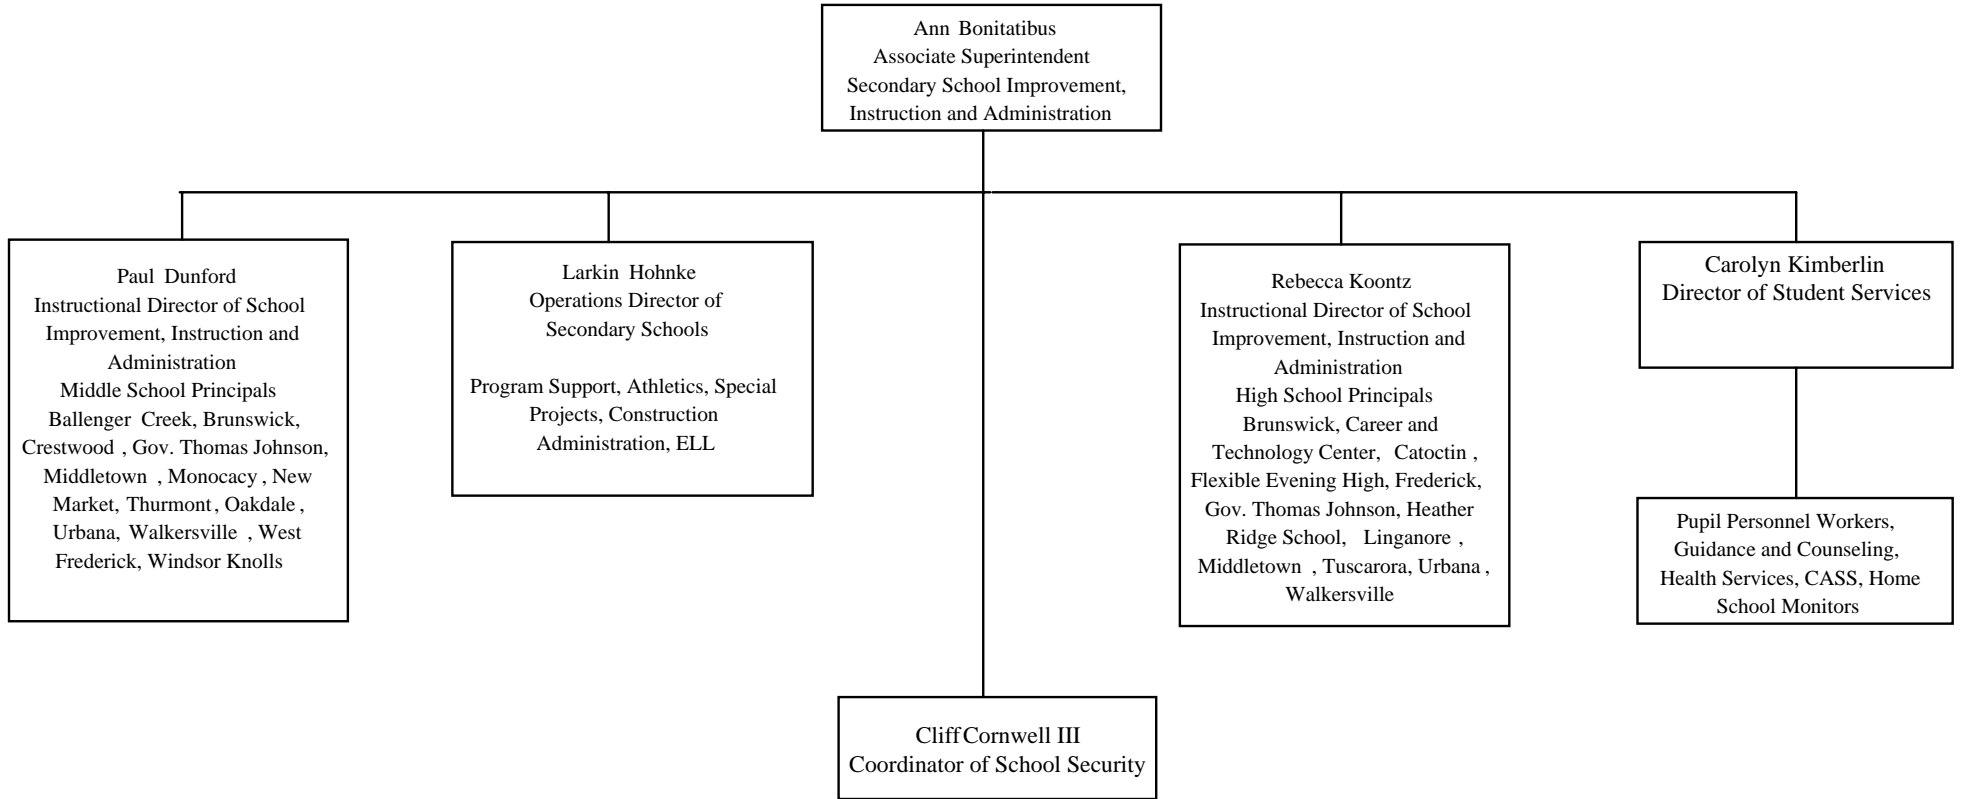 Ann Bonitatibus
Associate Superintendent
Secondary School Improvement,
Instruction and Administration
Paul Dunford
Instructional Director of School
Improvement, Instruction and
Administration
Middle School Principals
Ballenger Creek, Brunswick,
Crestwood , Gov. Thomas Johnson,
Middletown , Monocacy , New
Market, Thurmont , Oakdale ,
Urbana, Walkersville , West
Frederick, Windsor Knolls
Larkin Hohnke
Operations Director of
Secondary Schools
Program Support, Athletics, Special
Projects, Construction
Administration, ELL
Rebecca Koontz
Instructional Director of School
Improvement, Instruction and
Administration
High School Principals
Brunswick, Career and
Technology Center, Catoctin ,
Flexible Evening High, Frederick,
Gov. Thomas Johnson, Heather
Ridge School, Linganore ,
Middletown , Tuscarora, Urbana ,
Walkersville
Carolyn Kimberlin
Director of Student Services
Pupil Personnel Workers,
Guidance and Counseling,
Health Services, CASS, Home
School Monitors
Cliff Cornwell III
Coordinator of School Security